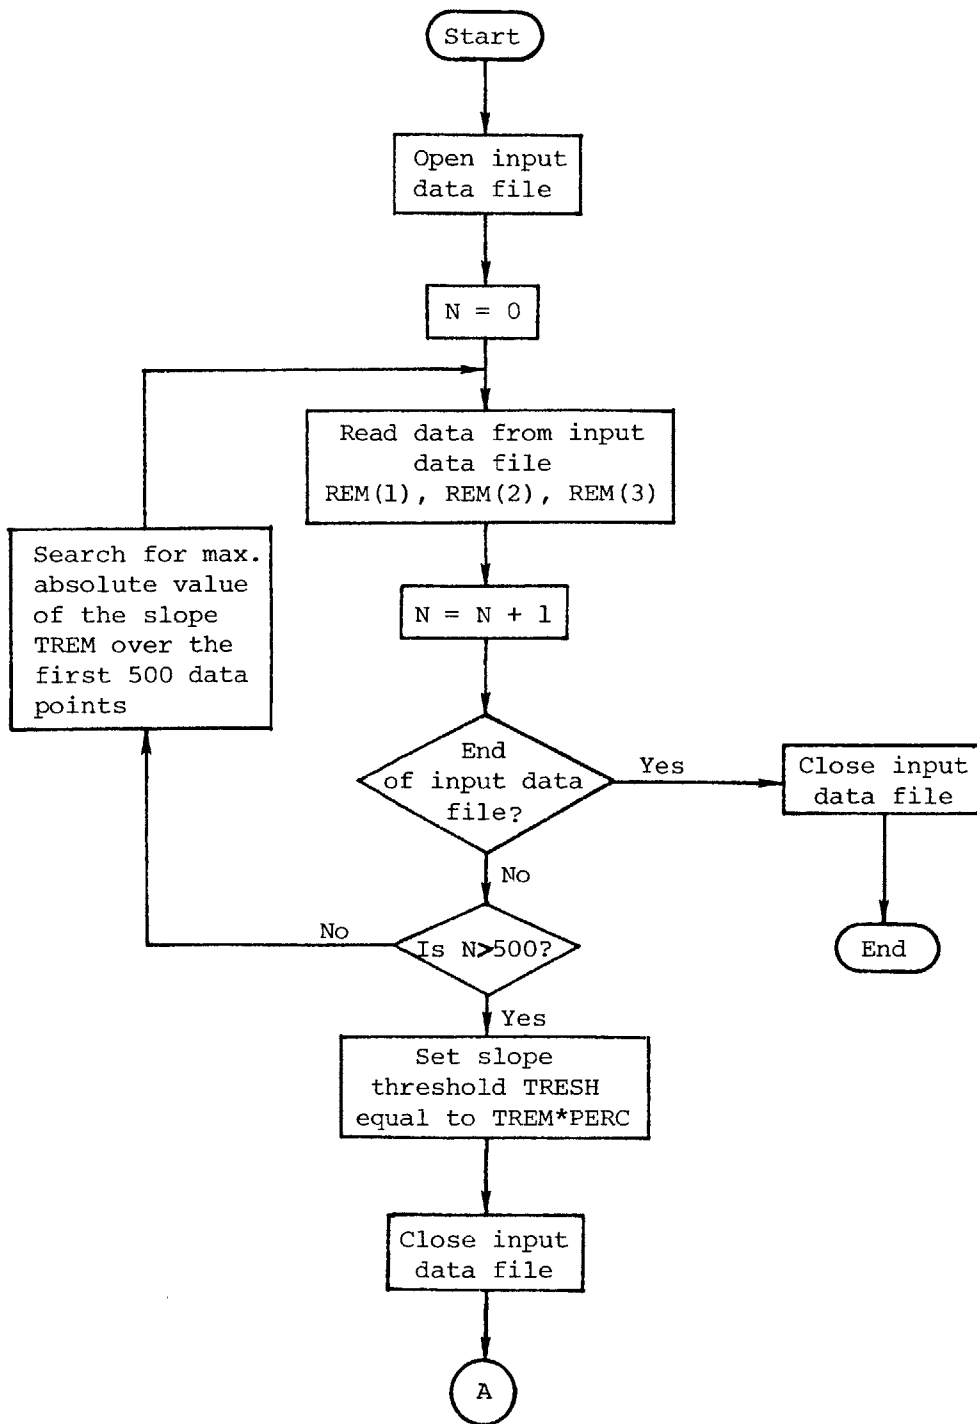 Start
Open input
data file
N = 0
Read data from input
data file
REM(1), REM(2), REM(3)
Search for max.
absolute value
of the slope
TREM over the
first 500 data
points
N = N + 1
End
of input data
file?
Yes
Close input
data file
No
End
No
Is N>500?
Yes
Set slope
threshold TRESH
equal to TREM*PERC
Close input
data file
A